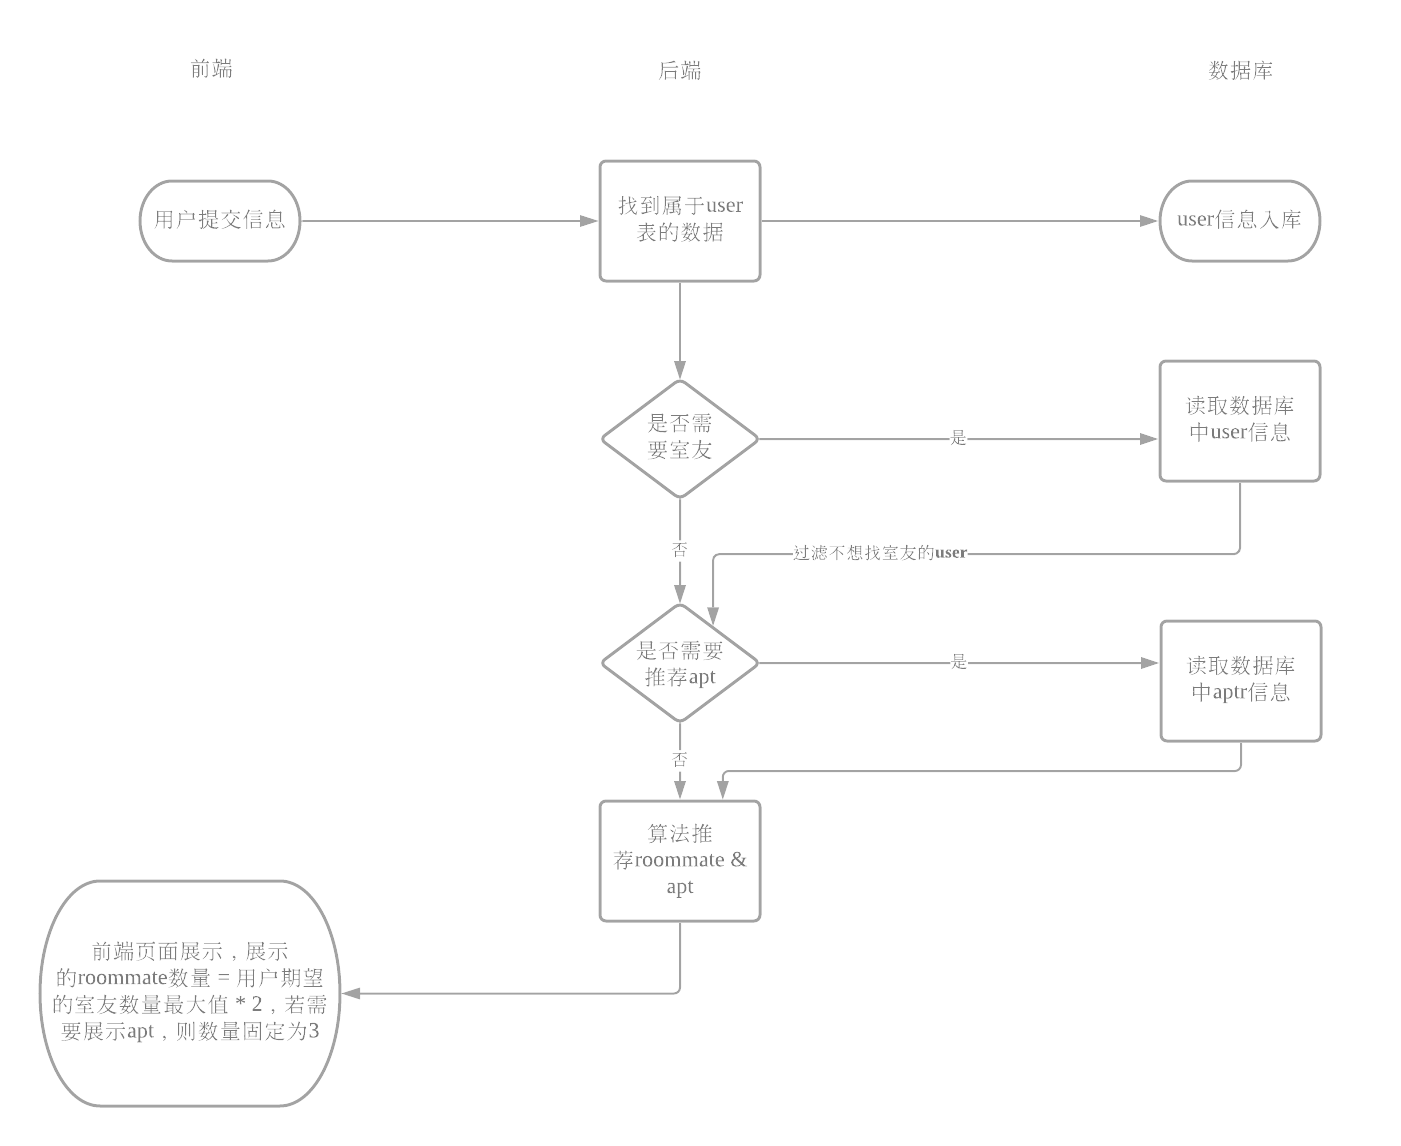 前端
后端
数据库
用户提交信息
找到属于user
表的数据
user信息入库
是否需
要室友
是
读取数据库
中user信息
否
过滤不想找室友的user
是否需要
推荐apt
是
读取数据库
中aptr信息
否
算法推
荐roommate &
apt
前端页面展示，展示
的roommate数量 = 用户期望
的室友数量最大值 * 2，若需
要展示apt，则数量固定为3